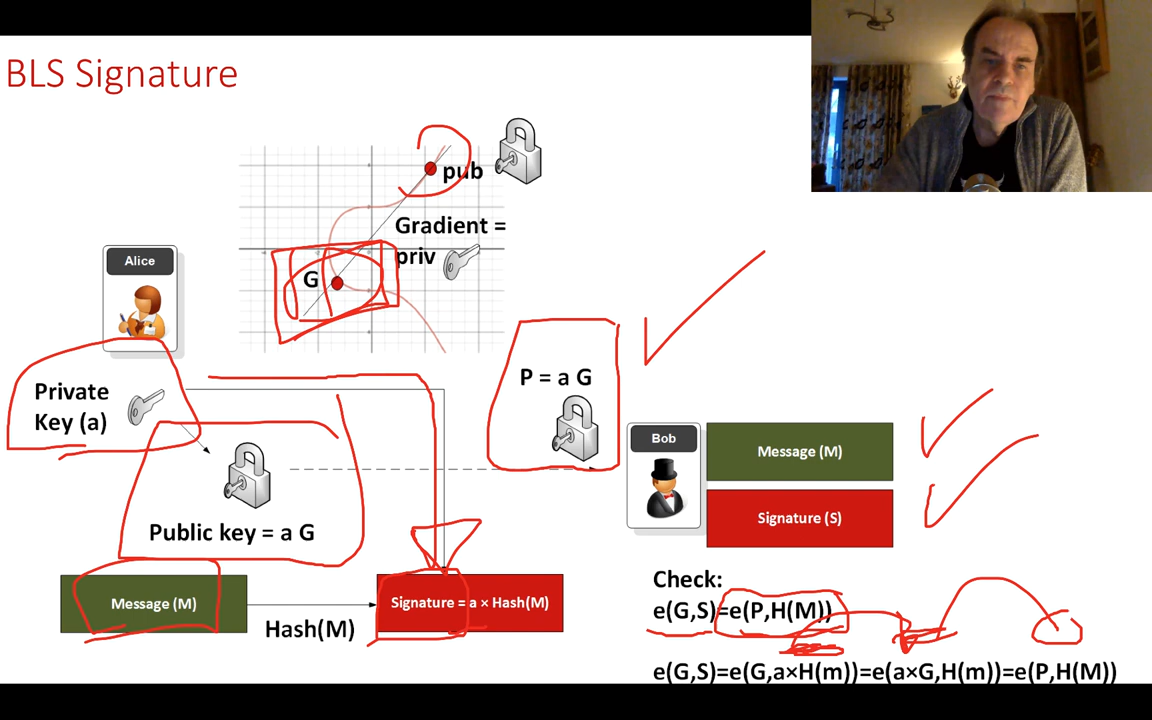 BLS Signature
pub
Gradient =
priv
G
Alice
Private
Key (a)
Public key = a G
P = a G
Bob
Message (M)
Signature (S)
Message (M)
Hash(M)
Signature = a × Hash(M)
Check:
e(G,S)=e(P,H(M))
e(G,S)=e(G,a×H(m))=e(a×G,H(m))=e(P,H(M))